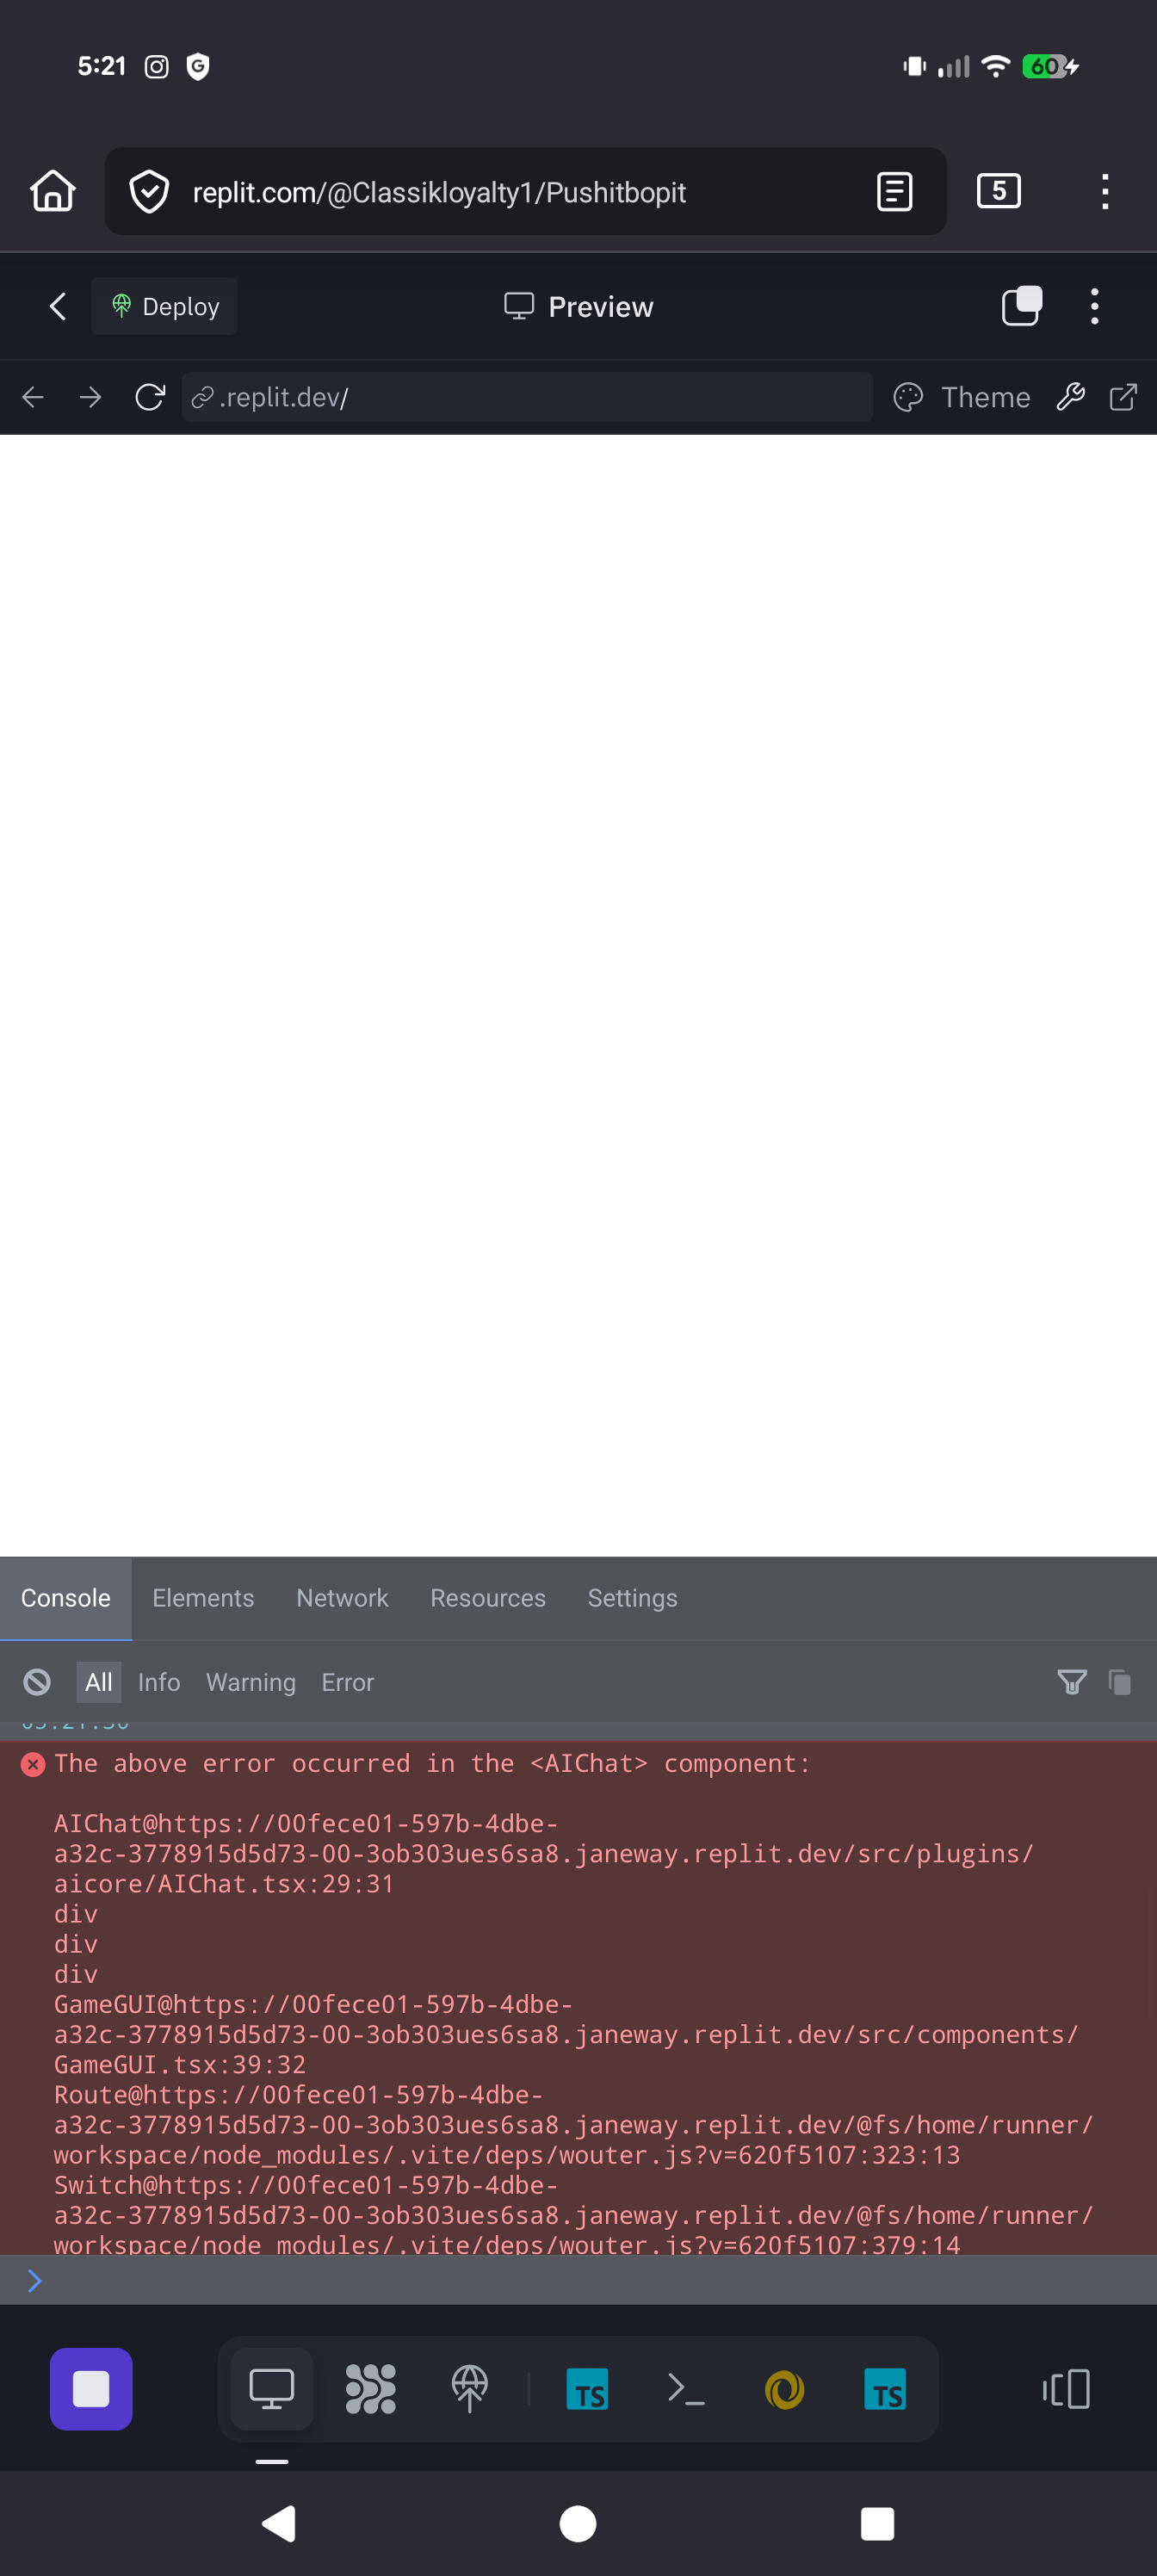 5:21
60
replit.com/@Classikloyalty1/Pushitbopit
5
Deploy
Preview
.replit.dev/
Theme
Console Elements Network Resources Settings
All Info Warning Error
The above error occurred in the <AIChat> component:
AIChat@https://00fece01-597b-4dbe-
a32c-3778915d5d73-00-3ob303ues6sa8.janeway.replit.dev/src/plugins/
aicore/AIChat.tsx:29:31
div
div
div
GameGUI@https://00fece01-597b-4dbe-
a32c-3778915d5d73-00-3ob303ues6sa8.janeway.replit.dev/src/components/
GameGUI.tsx:39:32
Route@https://00fece01-597b-4dbe-
a32c-3778915d5d73-00-3ob303ues6sa8.janeway.replit.dev/@fs/home/runner/
workspace/node_modules/.vite/deps/wouter.js?v=620f5107:323:13
Switch@https://00fece01-597b-4dbe-
a32c-3778915d5d73-00-3ob303ues6sa8.janeway.replit.dev/@fs/home/runner/
workspace/node_modules/.vite/deps/wouter.js?v=620f5107:379:14
TS
TS